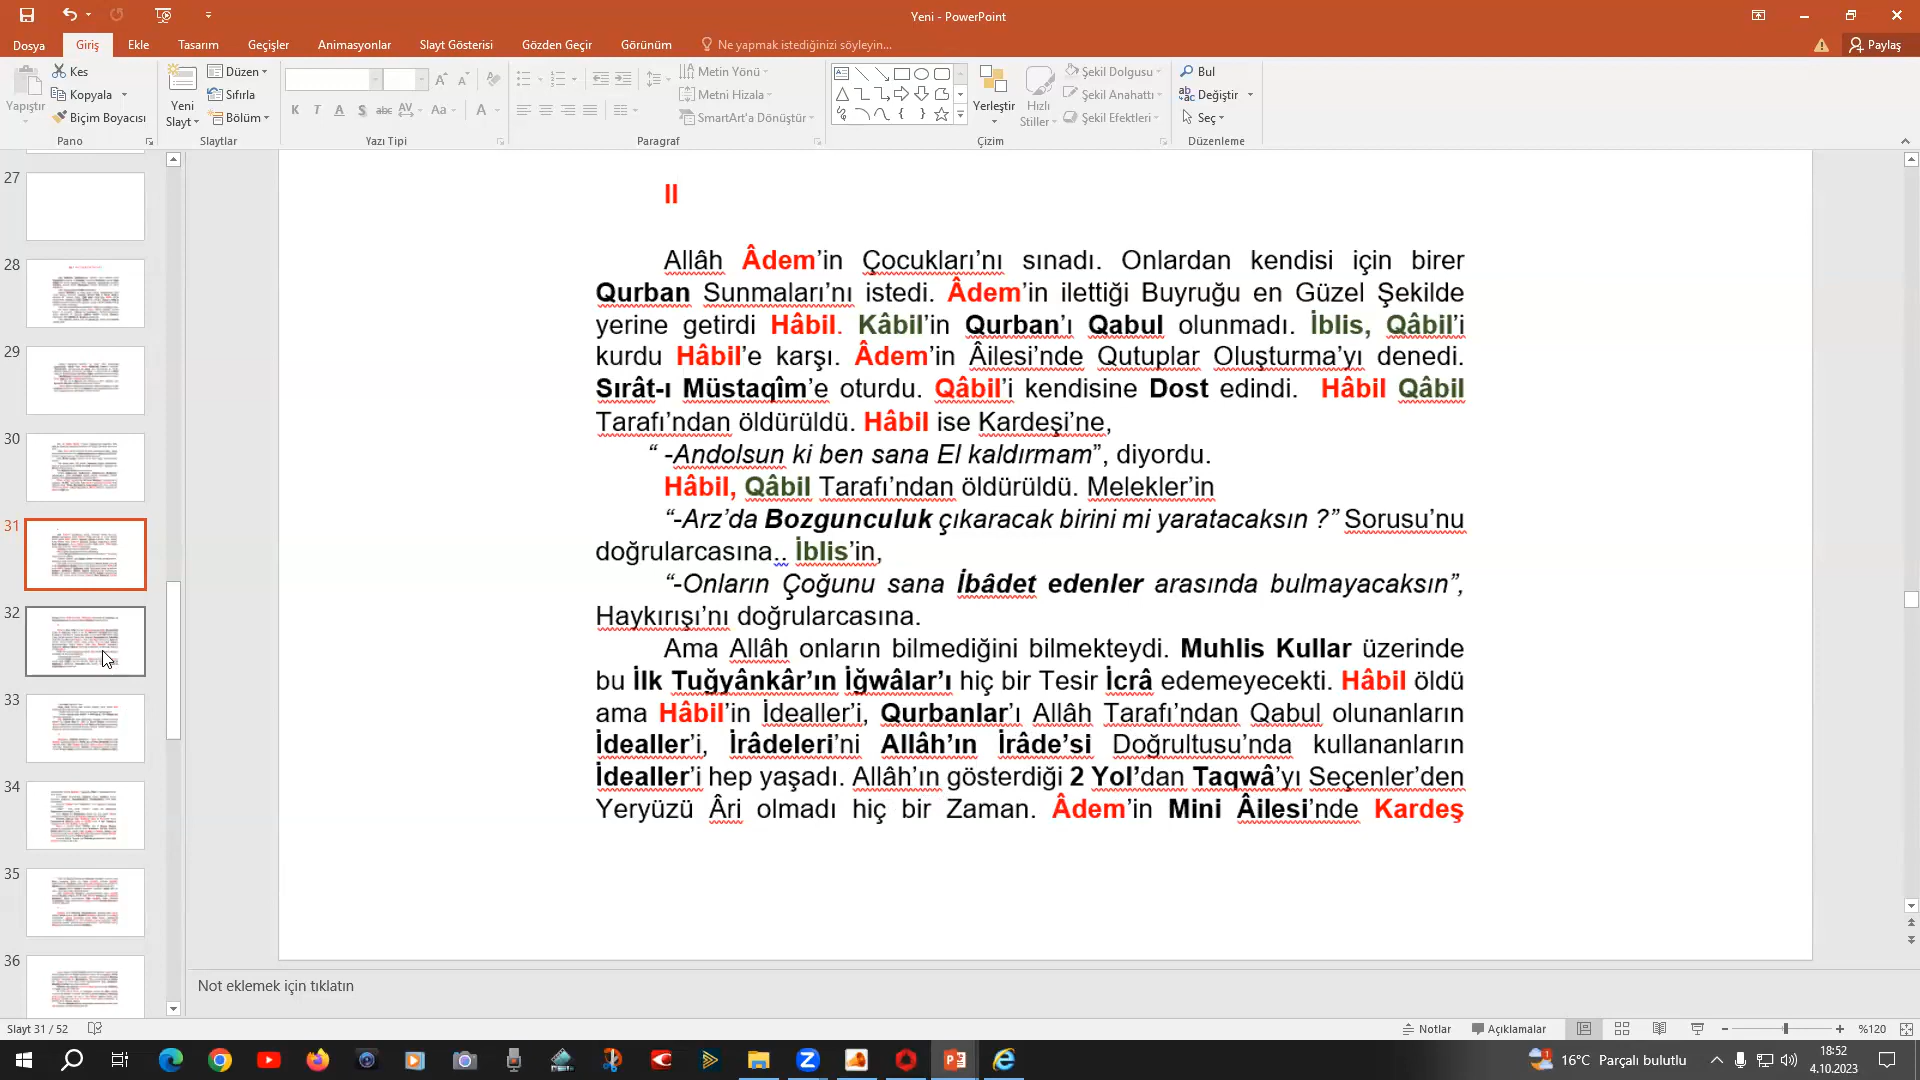 Yeni - PowerPoint
Dosya Giriş Ekle Tasarım Geçişler Animasyonlar Slayt Gösterisi Gözden Geçir Görünüm Ne yapmak istediğinizi söyleyin... Paylaş
Yapıştır
Kes
Kopyala
Biçim Boyacısı
Pano
Yeni
Slayt
Düzen
Sıfırla
Bölüm
Slaytlar
K T A S abc AV Aa A
Yazı Tipi
Metin Yönü
Metni Hizala
SmartArt'a Dönüştür
Paragraf
Yerleştir
Hızlı
Stiller
Şekil Dolgusu
Şekil Anahattı
Şekil Efektleri
Çizim
Bul
Değiştir
Seç
Düzenleme
27
28
29
30
31
32
33
34
35
36
II
Allâh Âdem’in Çocukları’nı sınadı. Onlardan kendisi için birer
Qurban Sunmaları’nı istedi. Âdem’in ilettiği Buyruğu en Güzel Şekilde
yerine getirdi Hâbil. Kâbil’in Qurban’ı Qabul olunmadı. İblis, Qâbil’i
kurdu Hâbil’e karşı. Âdem’in Âilesi’nde Qutuplar Oluşturma’yı denedi.
Sırât-ı Müstaqîm’e oturdu. Qâbil’i kendisine Dost edindi. Hâbil Qâbil
Tarafı’ndan öldürüldü. Hâbil ise Kardeşi’ne,
“ -Andolsun ki ben sana El kaldırmam”, diyordu.
Hâbil, Qâbil Tarafı’ndan öldürüldü. Melekler’in
“-Arz’da Bozgunculuk çıkaracak birini mi yaratacaksın ?” Sorusu’nu
doğrularcasına.. İblis’in,
“-Onların Çoğunu sana İbâdet edenler arasında bulmayacaksın”,
Haykırışı’nı doğrularcasına.
Ama Allâh onların bilmediğini bilmekteydi. Muhlis Kullar üzerinde
bu İlk Tuğyânkâr’ın İğwâlar’ı hiç bir Tesir İcrâ edemeyecekti. Hâbil öldü
ama Hâbil’in İdealler’i, Qurbanlar’ı Allâh Tarafı’ndan Qabul olunanların
İdealler’i, İrâdeleri’ni Allâh’ın İrâde’si Doğrultusu’nda kullananların
İdealler’i hep yaşadı. Allâh’ın gösterdiği 2 Yol’dan Taqwâ’yı Seçenler’den
Yeryüzü Âri olmadı hiç bir Zaman. Âdem’in Mini Âilesi’nde Kardeş
Not eklemek için tıklatın
Slayt 31 / 52 Notlar Açıklamalar %120
16°C Parçalı bulutlu
18:52
4.10.2023